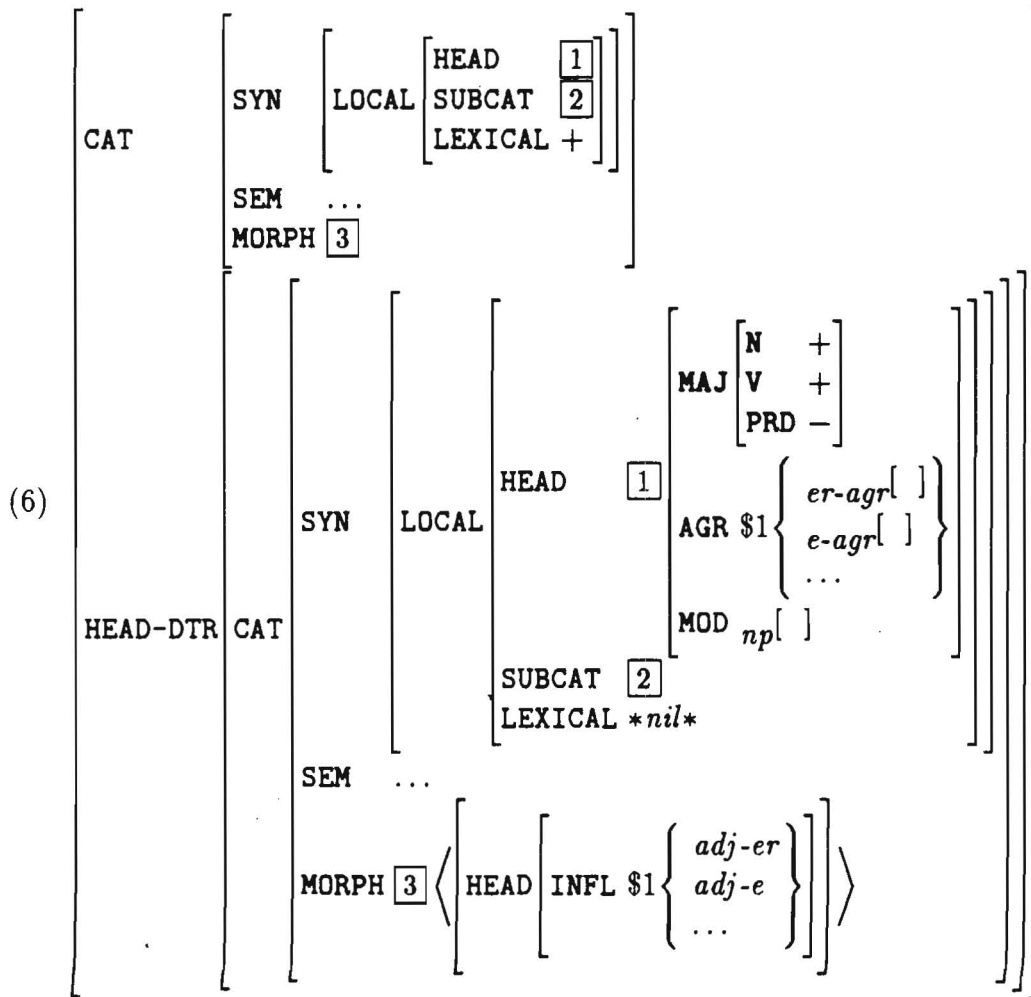 HEAD 1
SYN LOCAL SUBCAT 2
CAT LEXICAL +
SEM ...
MORPH 3
N +
MAJ V +
PRD −
HEAD 1
er-agr[ ]
(6) SYN LOCAL AGR $1 e-agr[ ]
...
HEAD-DTR CAT MOD np[ ]
SUBCAT 2
LEXICAL *nil*
SEM ...
adj-er
MORPH 3 ⟨ HEAD INFL $1 adj-e ⟩
...